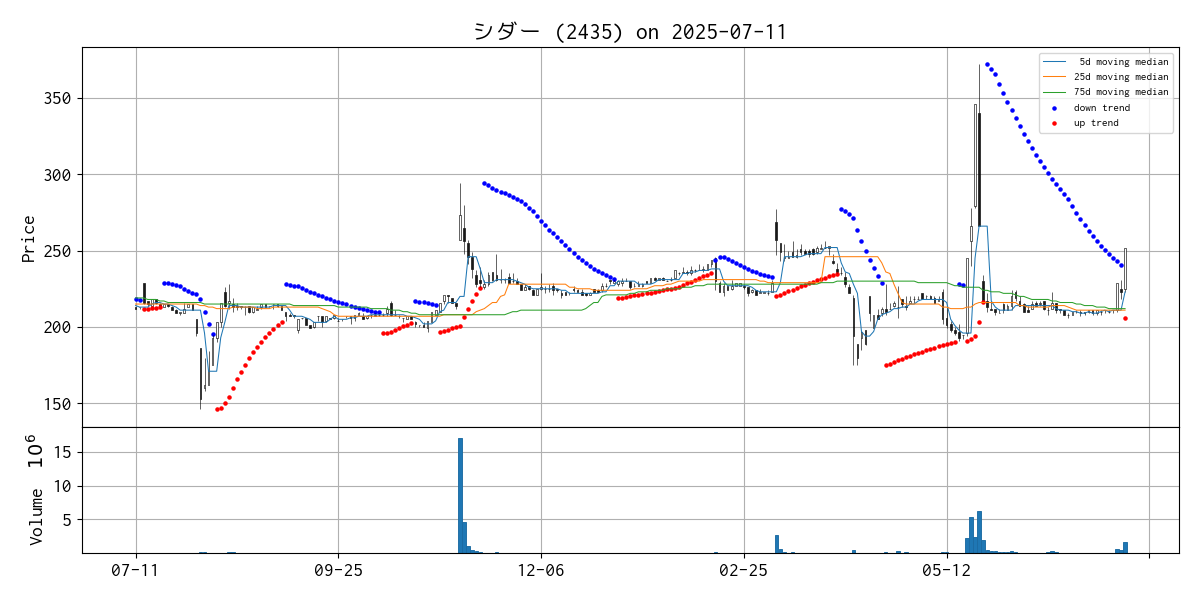 シダー (2435) on 2025-07-11
Price
350
300
250
200
150
5d moving median
25d moving median
75d moving median
down trend
up trend
Volume 10^6
15
10
5
07-11
09-25
12-06
02-25
05-12